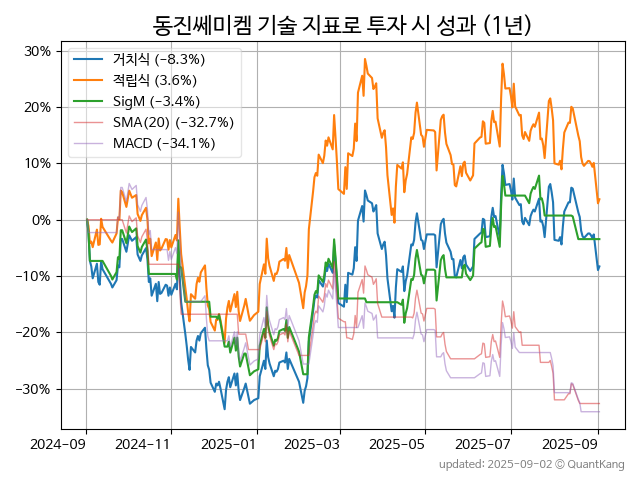 동진쎄미켐 기술 지표로 투자 시 성과 (1년)
거치식 (−8.3%)
적립식 (3.6%)
SigM (−3.4%)
SMA(20) (−32.7%)
MACD (−34.1%)
30%
20%
10%
0%
−10%
−20%
−30%
2024-09 2024-11 2025-01 2025-03 2025-05 2025-07 2025-09
updated: 2025-09-02 © QuantKang